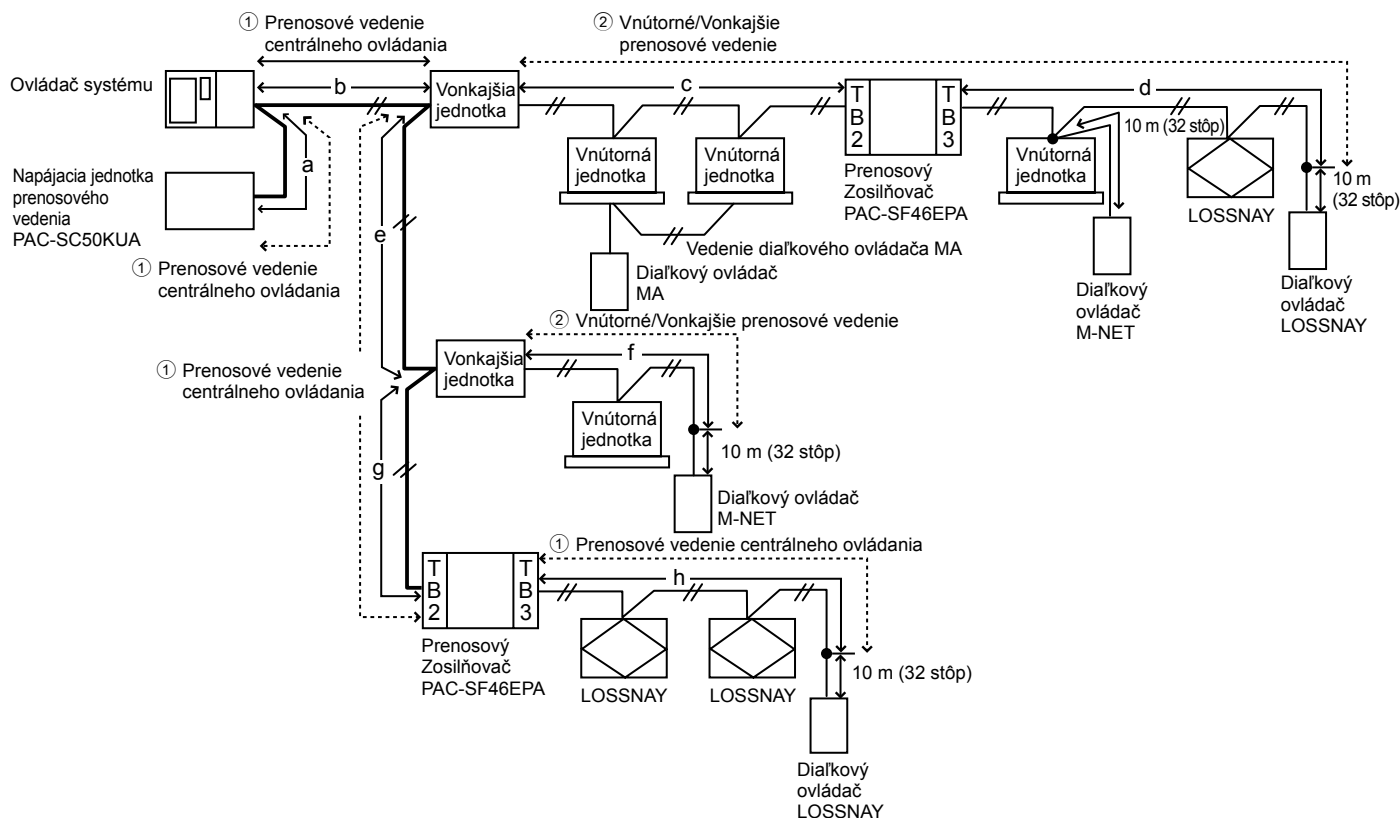 ① Prenosové vedenie
centrálneho ovládania
② Vnútórné/Vonkajšie
prenosové vedenie
Ovládač systému
b
Vonkajšia
jednotka
c
T
B
2
T
B
3
d
10 m (32 stôp)
a
Vnútorná
jednotka
Vnútorná
jednotka
Prenosový
Zosilňovač
PAC-SF46EPA
Vnútorná
jednotka
LOSSNAY
10 m
(32 stôp)
Napájacia jednotka
prenosového
vedenia
PAC-SC50KUA
e
① Prenosové vedenie
centrálneho ovládania
Vedenie diaľkového ovládača MA
Diaľkový ovládač
MA
Diaľkový
ovládač
M-NET
Diaľkový
ovládač
LOSSNAY
② Vnútorné/Vonkajšie prenosové vedenie
① Prenosové vedenie
centrálneho ovládania
Vonkajšia
jednotka
f
Vnútorná
jednotka
10 m (32 stôp)
g
Diaľkový ovládač
M-NET
① Prenosové vedenie centrálneho ovládania
T
B
2
T
B
3
h
Prenosový
Zosilňovač
PAC-SF46EPA
LOSSNAY
LOSSNAY
10 m (32 stôp)
Diaľkový
ovládač
LOSSNAY